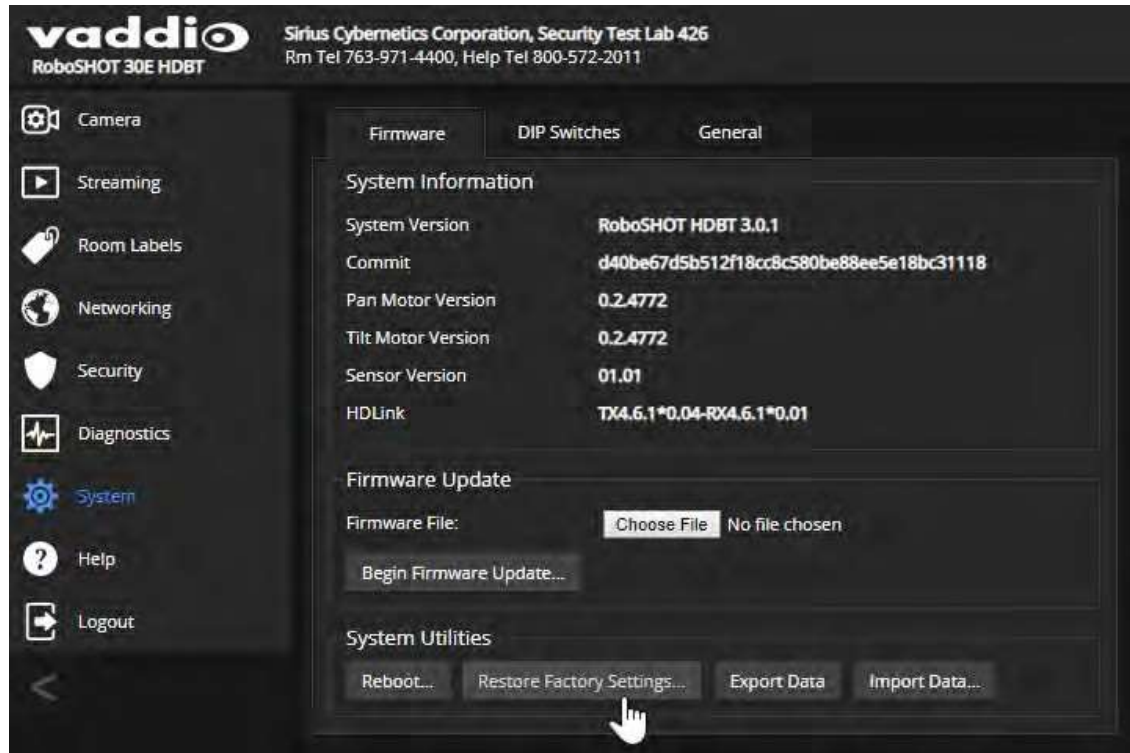 vaddio
RoboSHOT 30E HDBT
Sirius Cybernetics Corporation, Security Test Lab 426
Rm Tel 763-971-4400, Help Tel 800-572-2011
Camera
Streaming
Room Labels
Networking
Security
Diagnostics
System
Help
Logout
Firmware DIP Switches General
System Information
System Version RoboSHOT HDBT 3.0.1
Commit d40be67d5b512f18cc8c580be88ee5e18bc31118
Pan Motor Version 0.2.4772
Tilt Motor Version 0.2.4772
Sensor Version 01.01
HDLink TX4.6.1*0.04-RX4.6.1*0.01
Firmware Update
Firmware File: Choose File No file chosen
Begin Firmware Update...
System Utilities
Reboot... Restore Factory Settings... Export Data Import Data...